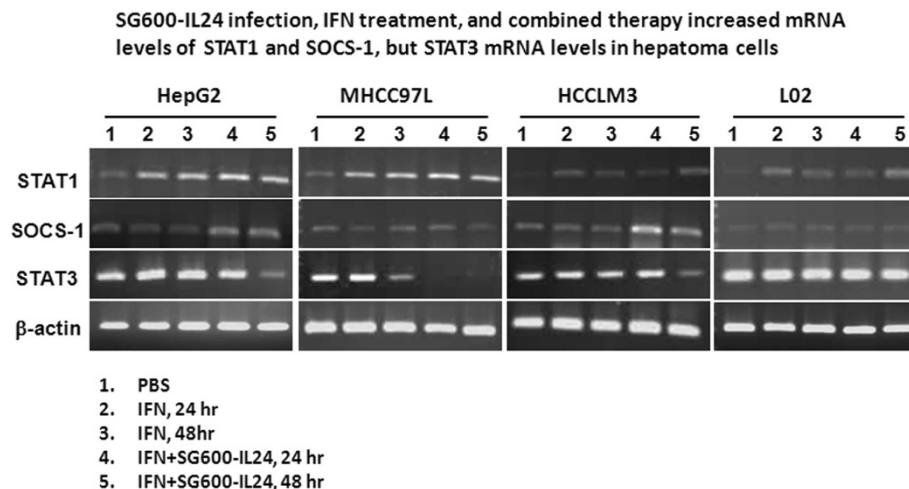 SG600-IL24 infection, IFN treatment, and combined therapy increased mRNA
levels of STAT1 and SOCS-1, but STAT3 mRNA levels in hepatoma cells
HepG2 MHCC97L HCCLM3 L02
1 2 3 4 5 1 2 3 4 5 1 2 3 4 5 1 2 3 4 5
STAT1
SOCS-1
STAT3
β-actin
1. PBS
2. IFN, 24 hr
3. IFN, 48hr
4. IFN+SG600-IL24, 24 hr
5. IFN+SG600-IL24, 48 hr